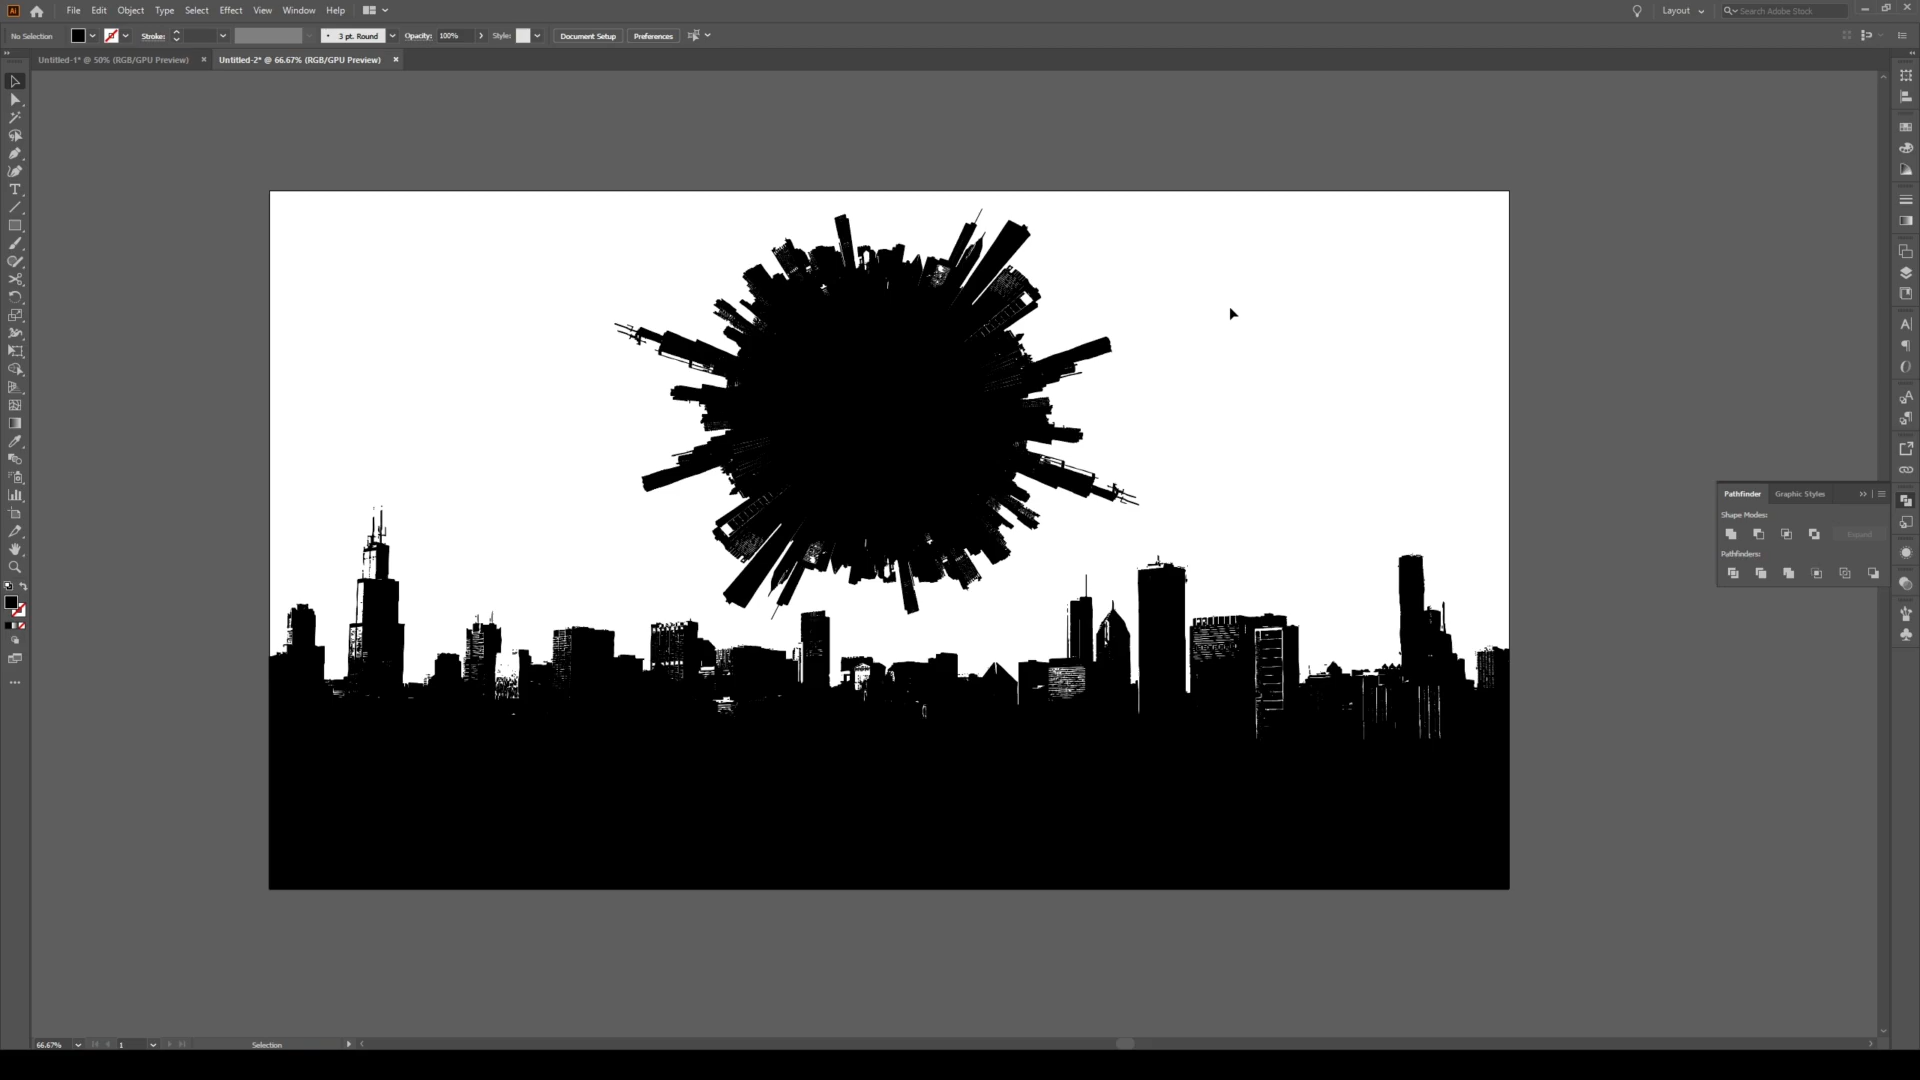 Ai File Edit Object Type Select Effect View Window Help Layout Search Adobe Stock
No Selection Stroke: 3 pt. Round Opacity: 100% Style: Document Setup Preferences
Untitled-1* @ 50% (RGB/GPU Preview) × Untitled-2* @ 66.67% (RGB/GPU Preview) ×
Pathfinder Graphic Styles
Shape Modes:
Expand
Pathfinders:
66.67% 1 Selection